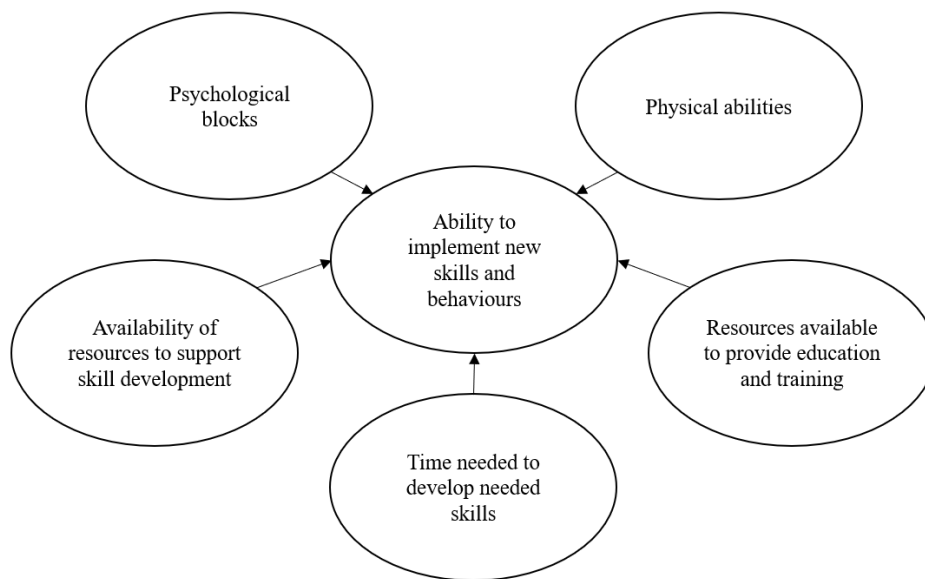 Psychological
blocks
Physical abilities
Ability to
implement new
skills and
behaviours
Availability of
resources to support
skill development
Resources available
to provide education
and training
Time needed to
develop needed
skills